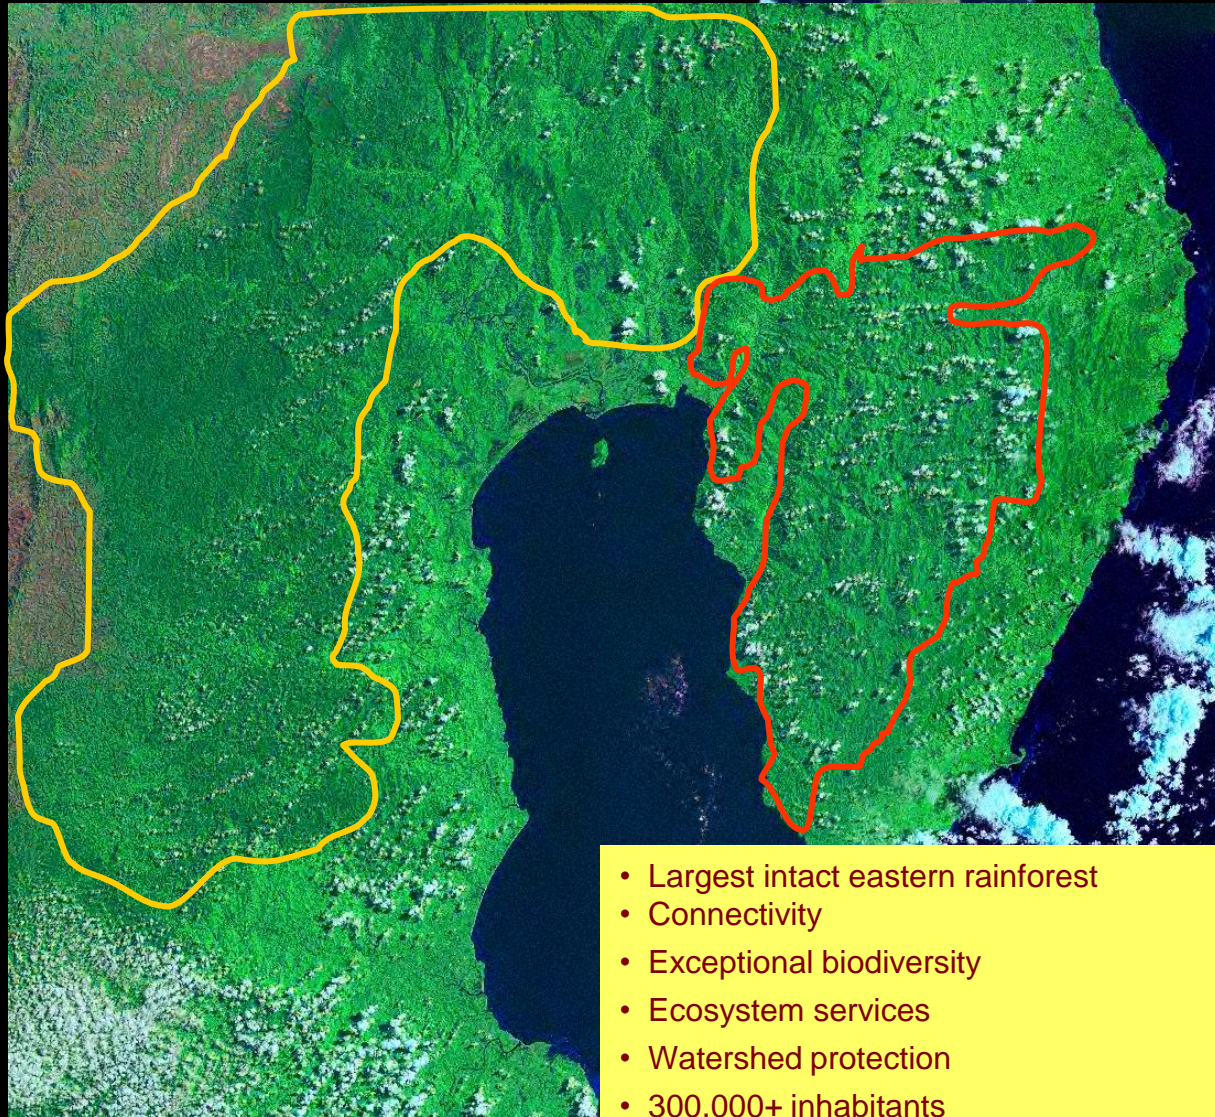 • Largest intact eastern rainforest
• Connectivity
• Exceptional biodiversity
• Ecosystem services
• Watershed protection
• 300,000+ inhabitants